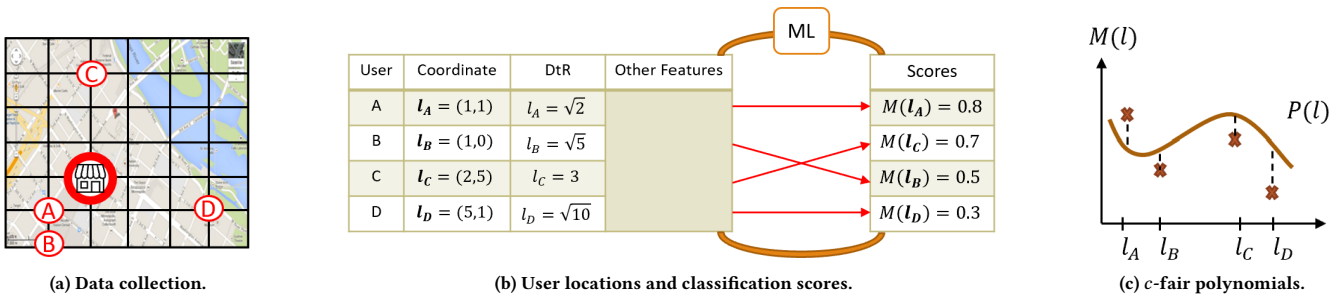 C
A
D
B
(a) Data collection.
ML
User Coordinate DtR Other Features Scores
A l_A = (1,1) l_A = √2 M(l_A) = 0.8
B l_B = (1,0) l_B = √5 M(l_C) = 0.7
C l_C = (2,5) l_C = 3 M(l_B) = 0.5
D l_D = (5,1) l_D = √10 M(l_D) = 0.3
(b) User locations and classification scores.
M(l)
P(l)
l_A l_B l_C l_D
(c) c-fair polynomials.